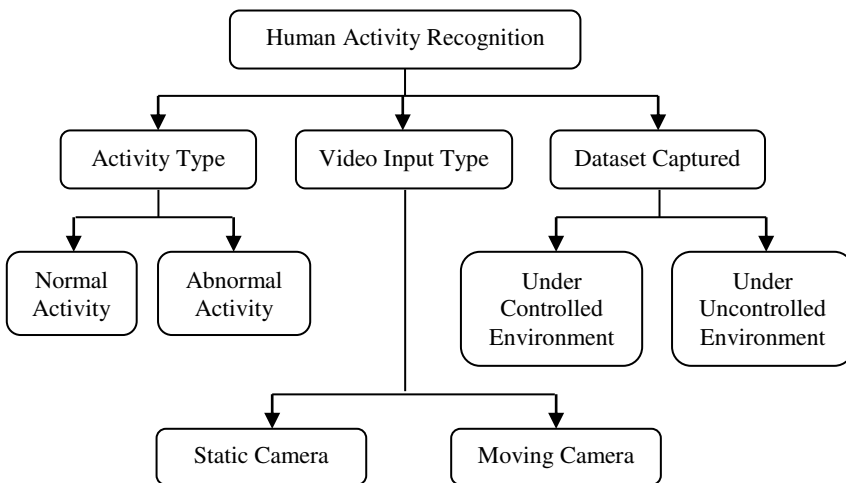 Human Activity Recognition
Activity Type
Video Input Type
Dataset Captured
Normal
Activity
Abnormal
Activity
Under
Controlled
Environment
Under
Uncontrolled
Environment
Static Camera
Moving Camera